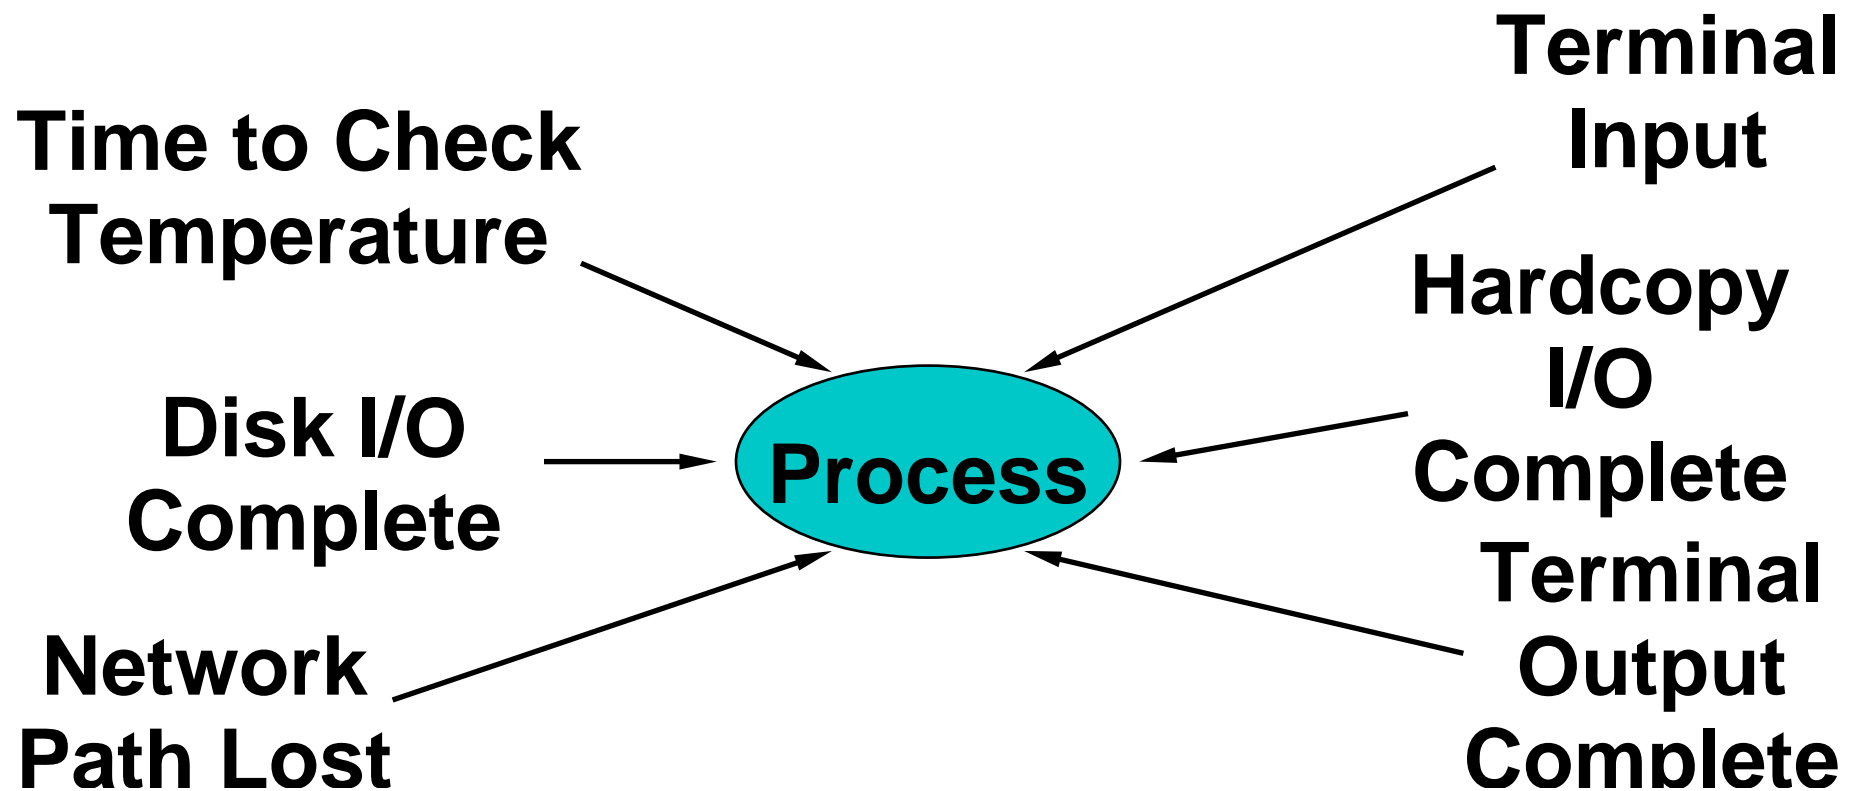 Time to Check
Temperature
Disk I/O
Complete
Network
Path Lost
Process
Terminal
Input
Hardcopy
I/O
Complete
Terminal
Output
Complete